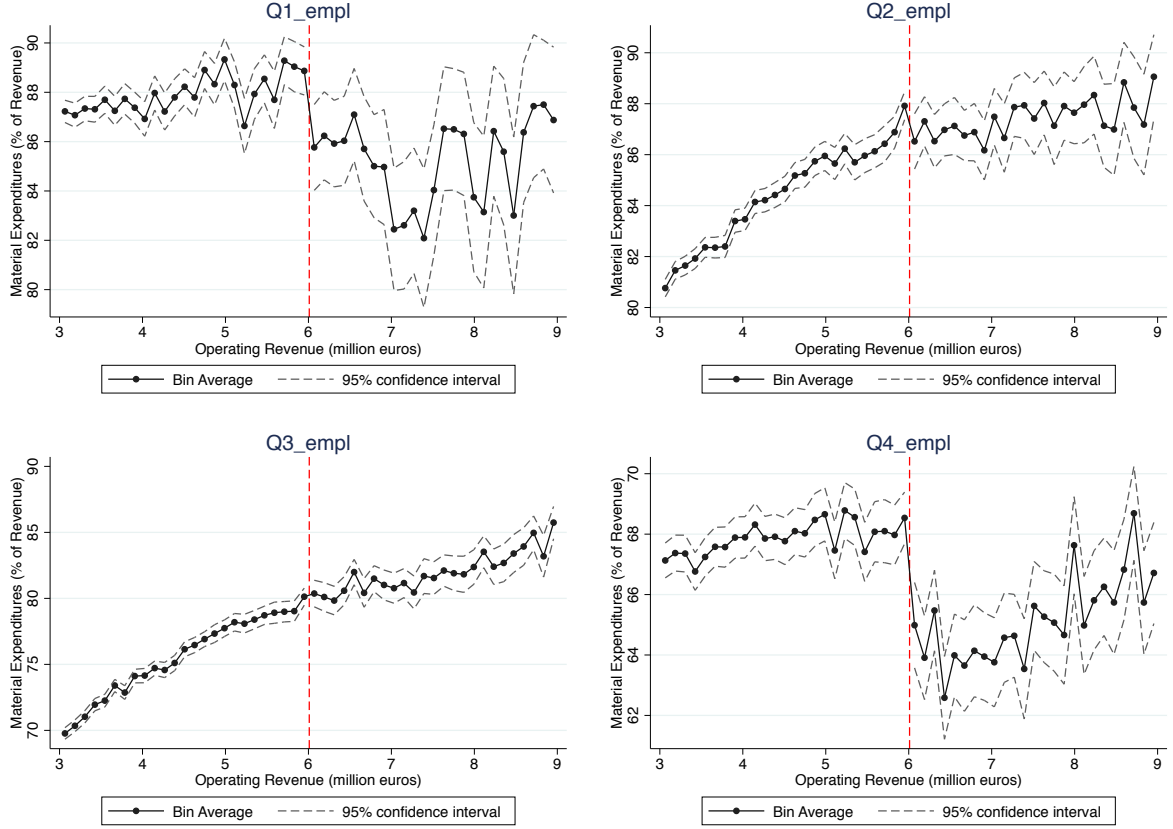 Q1_empl
Material Expenditures (% of Revenue)
90
88
86
84
82
80
3 4 5 6 7 8 9
Operating Revenue (million euros)
Bin Average 95% confidence interval
Q2_empl
Material Expenditures (% of Revenue)
90
88
86
84
82
80
3 4 5 6 7 8 9
Operating Revenue (million euros)
Bin Average 95% confidence interval
Q3_empl
Material Expenditures (% of Revenue)
90
85
80
75
70
3 4 5 6 7 8 9
Operating Revenue (million euros)
Bin Average 95% confidence interval
Q4_empl
Material Expenditures (% of Revenue)
70
68
66
64
62
3 4 5 6 7 8 9
Operating Revenue (million euros)
Bin Average 95% confidence interval